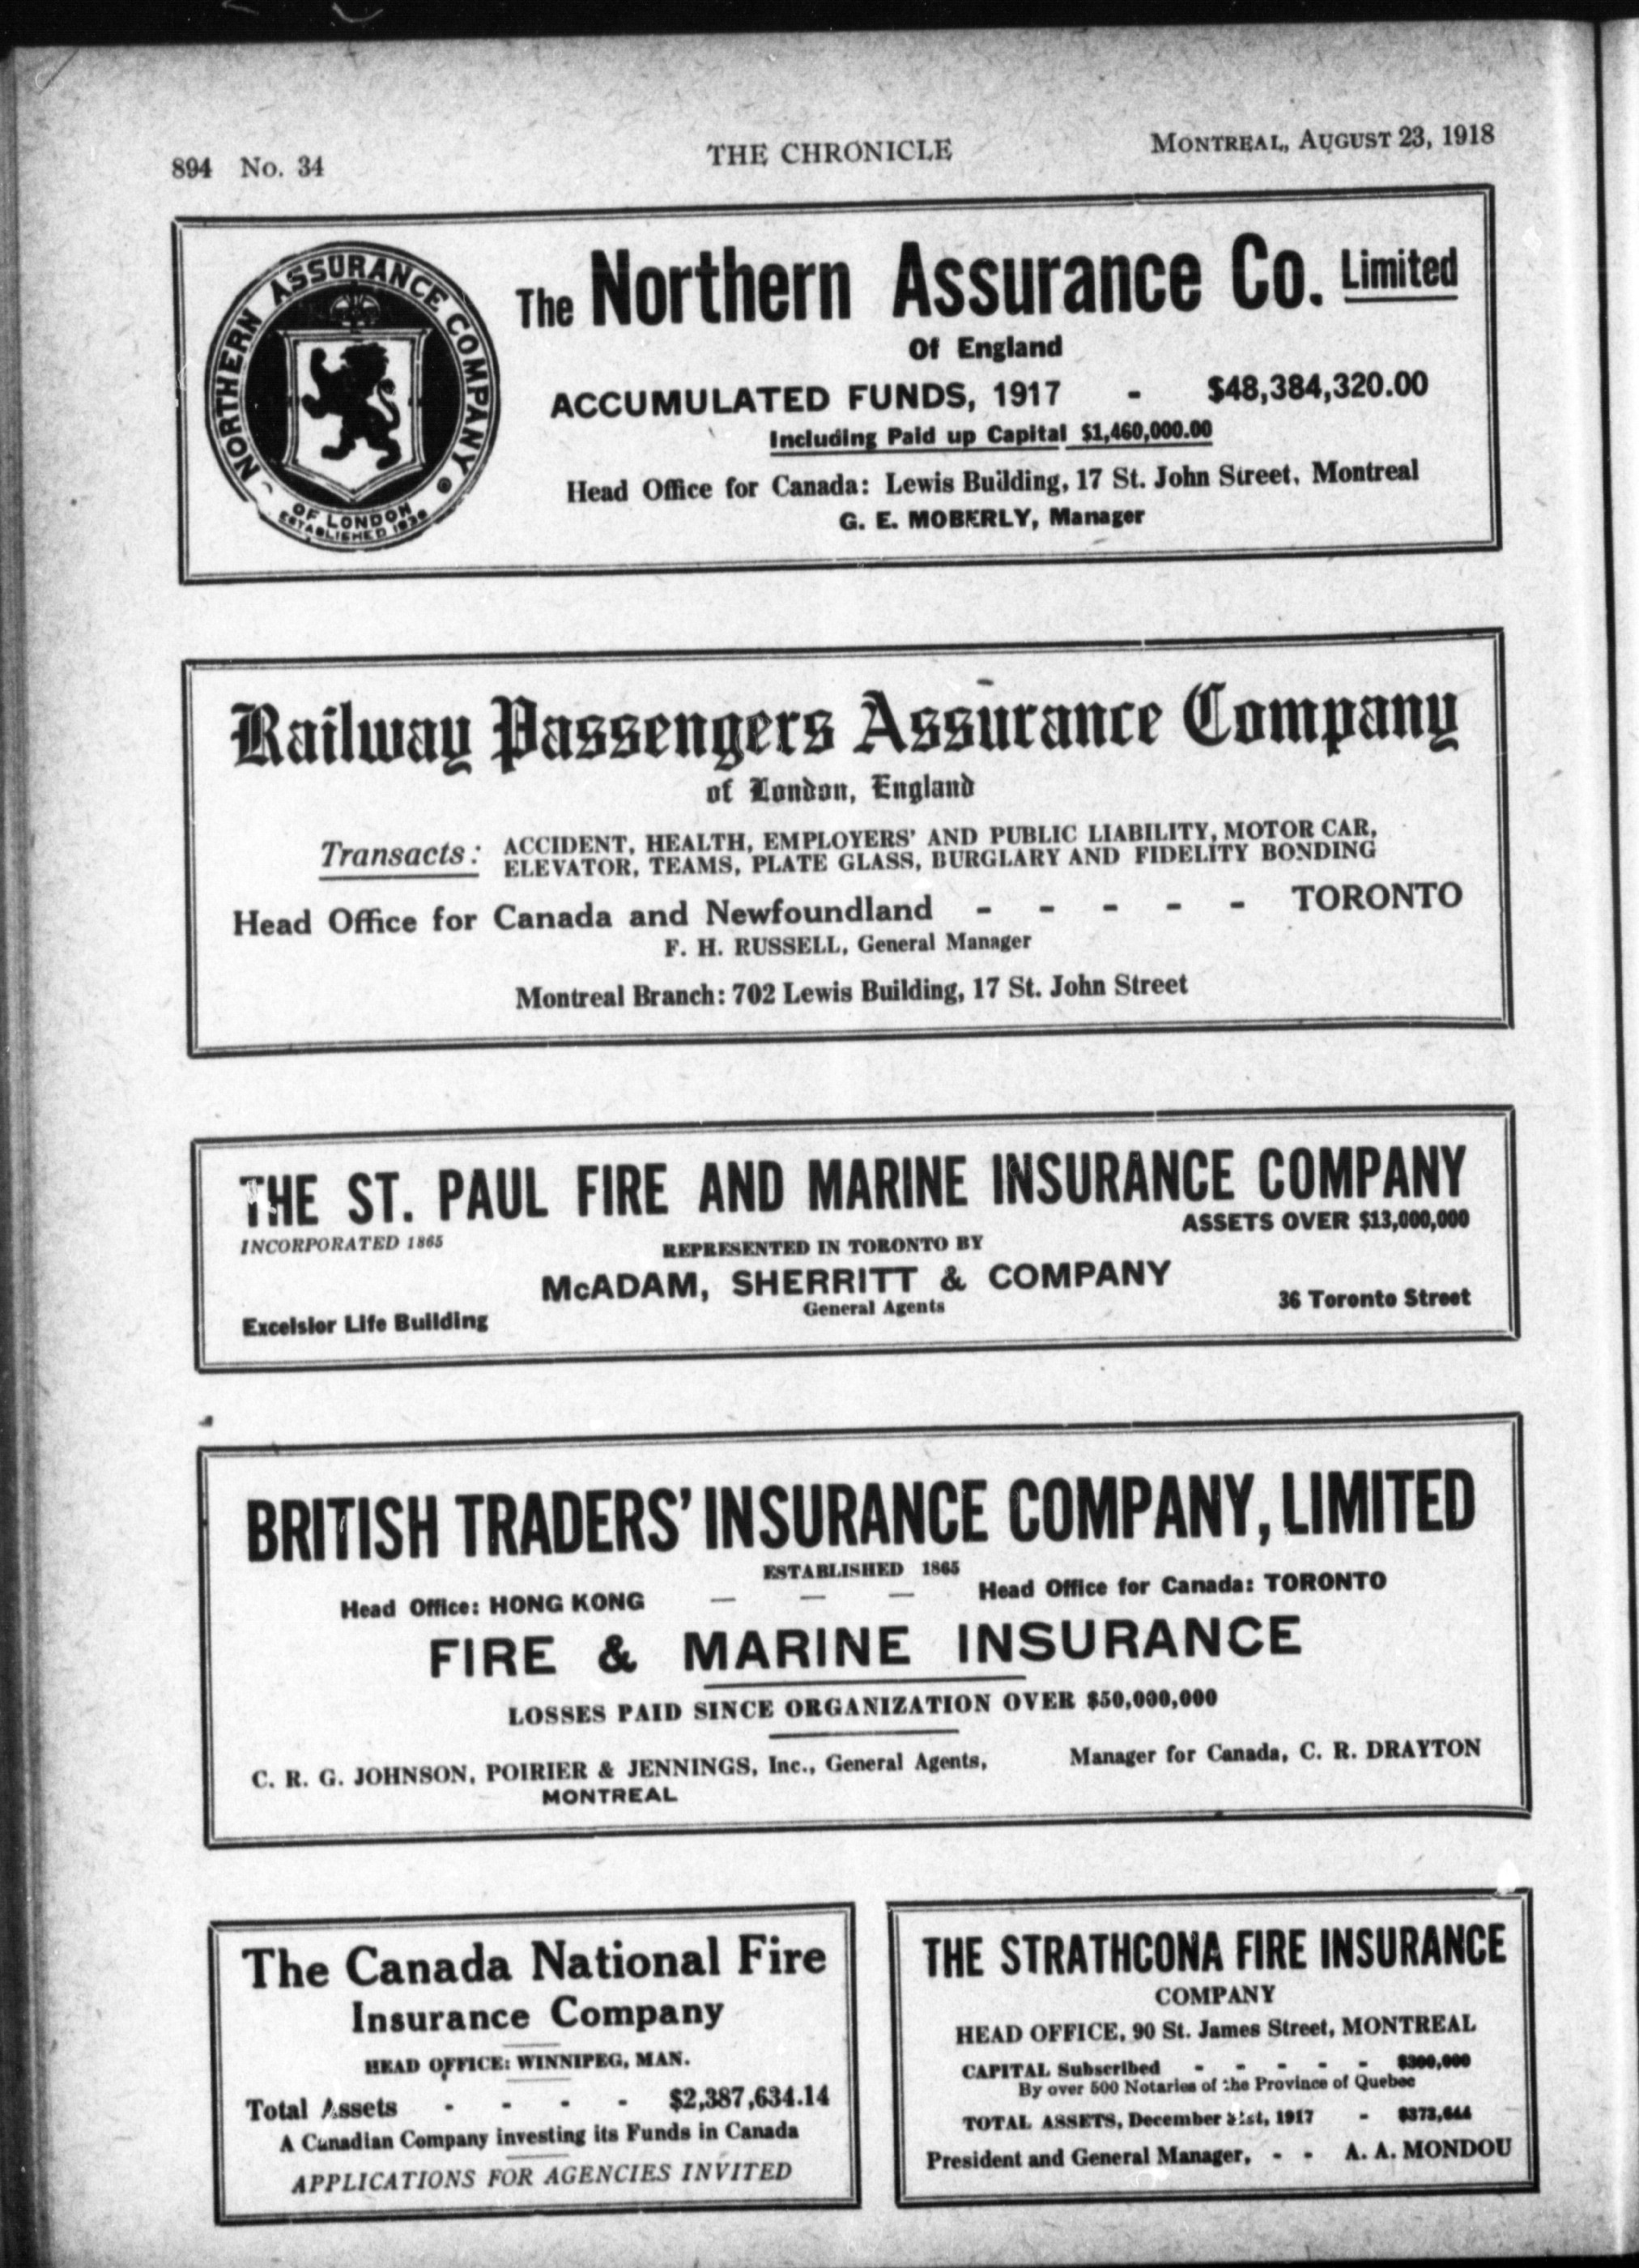 894 No. 34
THE CHRONICLE
MONTREAL, AUGUST 23, 1918
NORTHERN ASSURANCE COMPANY
OF LONDON
ESTABLISHED 1836
The Northern Assurance Co. Limited
Of England
ACCUMULATED FUNDS, 1917 - $48,384,320.00
Including Paid up Capital $1,460,000.00
Head Office for Canada: Lewis Building, 17 St. John Street, Montreal
G. E. MOBERLY, Manager
Railway Passengers Assurance Company
of London, England
Transacts: ACCIDENT, HEALTH, EMPLOYERS' AND PUBLIC LIABILITY, MOTOR CAR,
ELEVATOR, TEAMS, PLATE GLASS, BURGLARY AND FIDELITY BONDING
Head Office for Canada and Newfoundland - - - - - TORONTO
F. H. RUSSELL, General Manager
Montreal Branch: 702 Lewis Building, 17 St. John Street
THE ST. PAUL FIRE AND MARINE INSURANCE COMPANY
INCORPORATED 1865
ASSETS OVER $13,000,000
REPRESENTED IN TORONTO BY
McADAM, SHERRITT & COMPANY
General Agents
Excelsior Life Building
36 Toronto Street
BRITISH TRADERS' INSURANCE COMPANY, LIMITED
ESTABLISHED 1865
Head Office: HONG KONG — — — Head Office for Canada: TORONTO
FIRE & MARINE INSURANCE
LOSSES PAID SINCE ORGANIZATION OVER $50,000,000
C. R. G. JOHNSON, POIRIER & JENNINGS, Inc., General Agents,
MONTREAL
Manager for Canada, C. R. DRAYTON
The Canada National Fire
Insurance Company
HEAD OFFICE: WINNIPEG, MAN.
Total Assets - - - - $2,387,634.14
A Canadian Company investing its Funds in Canada
APPLICATIONS FOR AGENCIES INVITED
THE STRATHCONA FIRE INSURANCE
COMPANY
HEAD OFFICE, 90 St. James Street, MONTREAL
CAPITAL Subscribed - - - - - $300,000
By over 500 Notaries of the Province of Quebec
TOTAL ASSETS, December 31st, 1917 - $373,644
President and General Manager, - - A. A. MONDOU